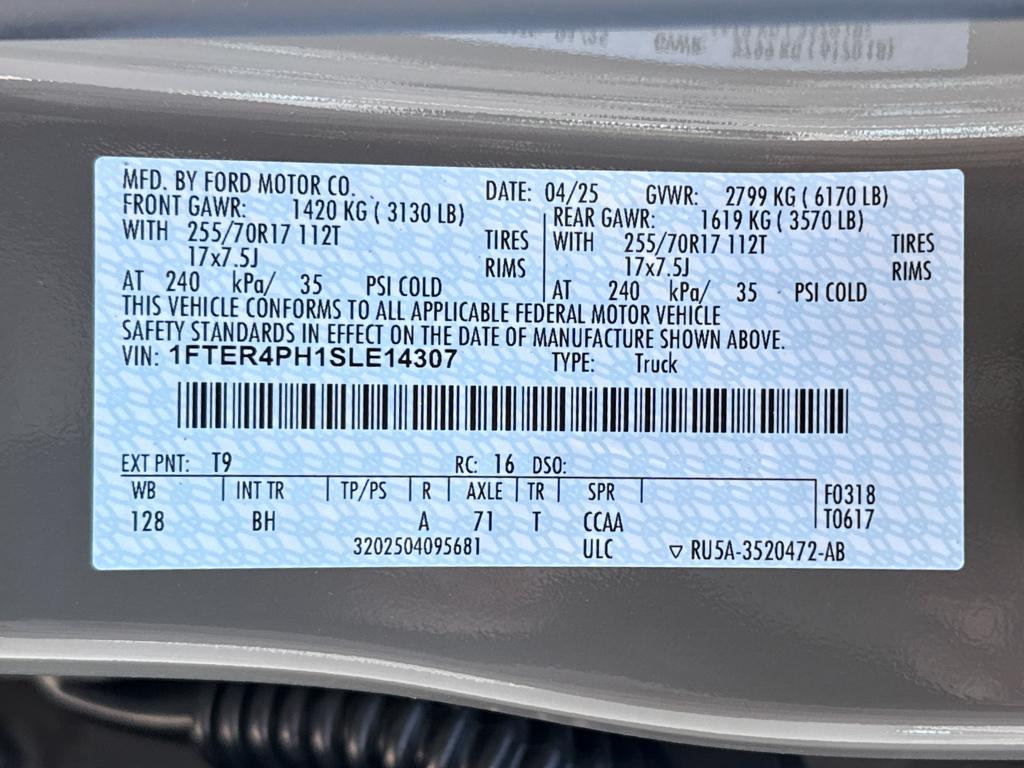 MFD. BY FORD MOTOR CO. DATE: 04/25 GVWR: 2799 KG ( 6170 LB)
FRONT GAWR: 1420 KG ( 3130 LB) REAR GAWR: 1619 KG ( 3570 LB)
WITH 255/70R17 112T TIRES WITH 255/70R17 112T TIRES
17x7.5J RIMS 17x7.5J RIMS
AT 240 kPa/ 35 PSI COLD AT 240 kPa/ 35 PSI COLD
THIS VEHICLE CONFORMS TO ALL APPLICABLE FEDERAL MOTOR VEHICLE
SAFETY STANDARDS IN EFFECT ON THE DATE OF MANUFACTURE SHOWN ABOVE.
VIN: 1FTER4PH1SLE14307 TYPE: Truck
EXT PNT: T9 RC: 16 DSO:
WB INT TR TP/PS R AXLE TR SPR F0318
128 BH A 71 T CCAA T0617
3202504095681 ULC ▽ RU5A-3520472-AB